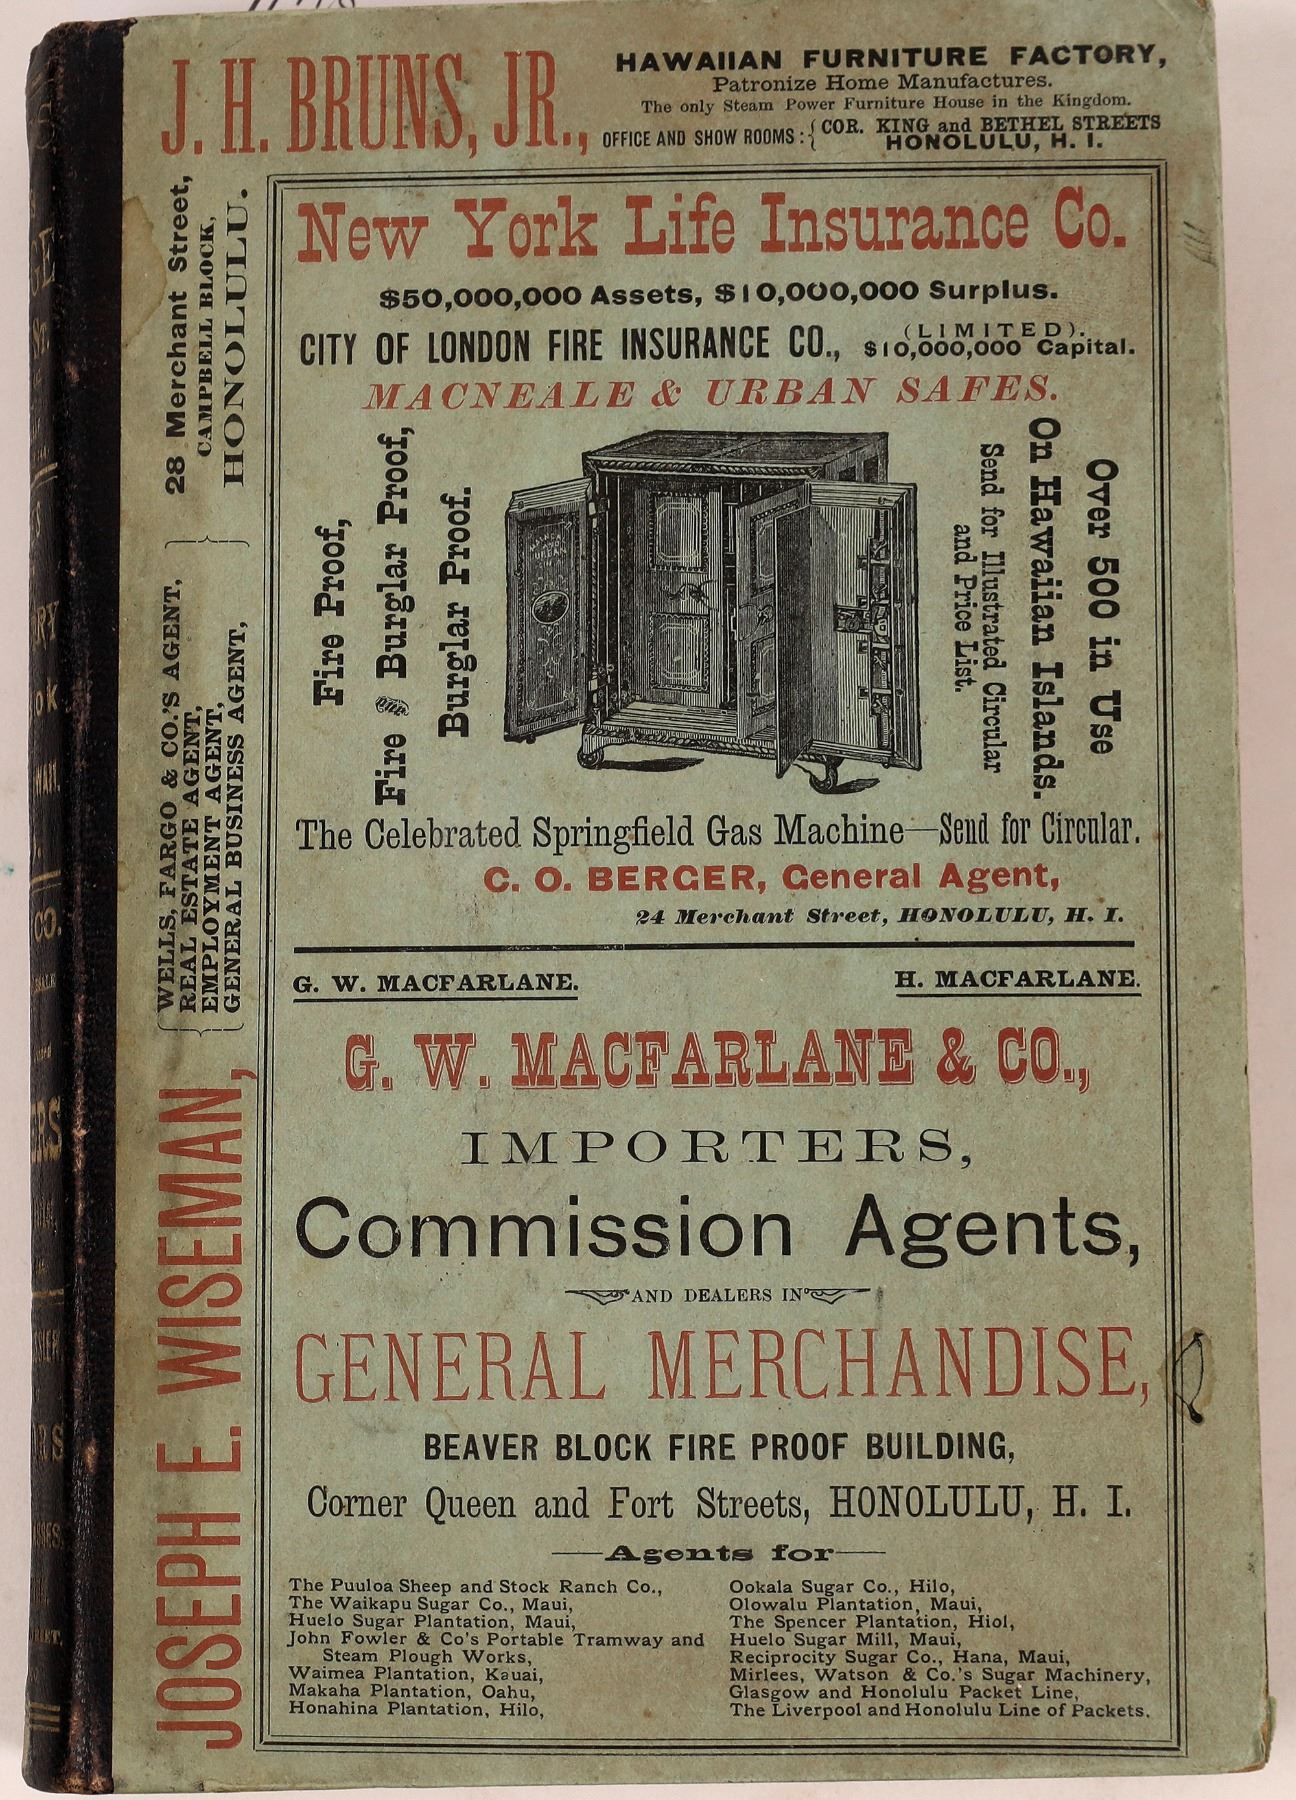 J. H. BRUNS, JR.,
HAWAIIAN FURNITURE FACTORY,
Patronize Home Manufactures.
The only Steam Power Furniture House in the Kingdom.
OFFICE AND SHOW ROOMS: { COR. KING and BETHEL STREETS
HONOLULU, H. I.
JOSEPH E. WISEMAN,
WELLS, FARGO & CO.'S AGENT,
REAL ESTATE AGENT,
EMPLOYMENT AGENT,
GENERAL BUSINESS AGENT,
28 Merchant Street,
CAMPBELL BLOCK,
HONOLULU.
New York Life Insurance Co.
$50,000,000 Assets, $10,000,000 Surplus.
CITY OF LONDON FIRE INSURANCE CO., (LIMITED). $10,000,000 Capital.
MACNEALE & URBAN SAFES.
Fire Proof,
Fire and Burglar Proof,
Burglar Proof.
Over 500 in Use
On Hawaiian Islands.
Send for Illustrated Circular
and Price List.
The Celebrated Springfield Gas Machine—Send for Circular.
C. O. BERGER, General Agent,
24 Merchant Street, HONOLULU, H. I.
G. W. MACFARLANE. H. MACFARLANE.
G. W. MACFARLANE & CO.,
IMPORTERS,
Commission Agents,
AND DEALERS IN
GENERAL MERCHANDISE,
BEAVER BLOCK FIRE PROOF BUILDING,
Corner Queen and Fort Streets, HONOLULU, H. I.
—Agents for—
The Puuloa Sheep and Stock Ranch Co.,
The Waikapu Sugar Co., Maui,
Huelo Sugar Plantation, Maui,
John Fowler & Co's Portable Tramway and
Steam Plough Works,
Waimea Plantation, Kauai,
Makaha Plantation, Oahu,
Honahina Plantation, Hilo,
Ookala Sugar Co., Hilo,
Olowalu Plantation, Maui,
The Spencer Plantation, Hiol,
Huelo Sugar Mill, Maui,
Reciprocity Sugar Co., Hana, Maui,
Mirlees, Watson & Co.'s Sugar Machinery,
Glasgow and Honolulu Packet Line,
The Liverpool and Honolulu Line of Packets.